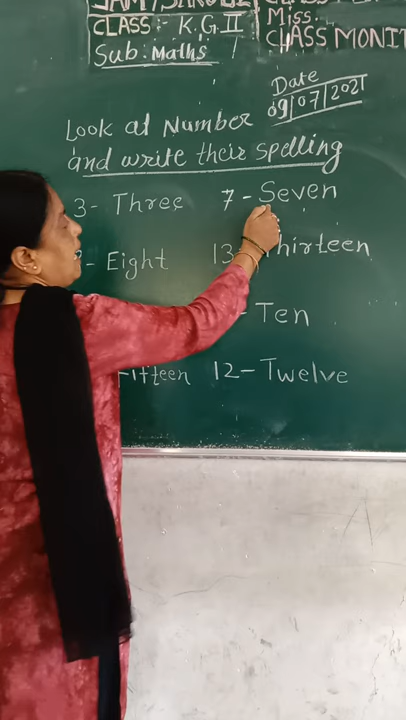 CLASS :- K.G.II
Miss.
Sub. Maths
CLASS MONIT
Date
09/07/2021
Look at Number
and write their spelling
3 - Three 7 - Seven
- Eight 13 Thirteen
- Ten
Fifteen 12 - Twelve